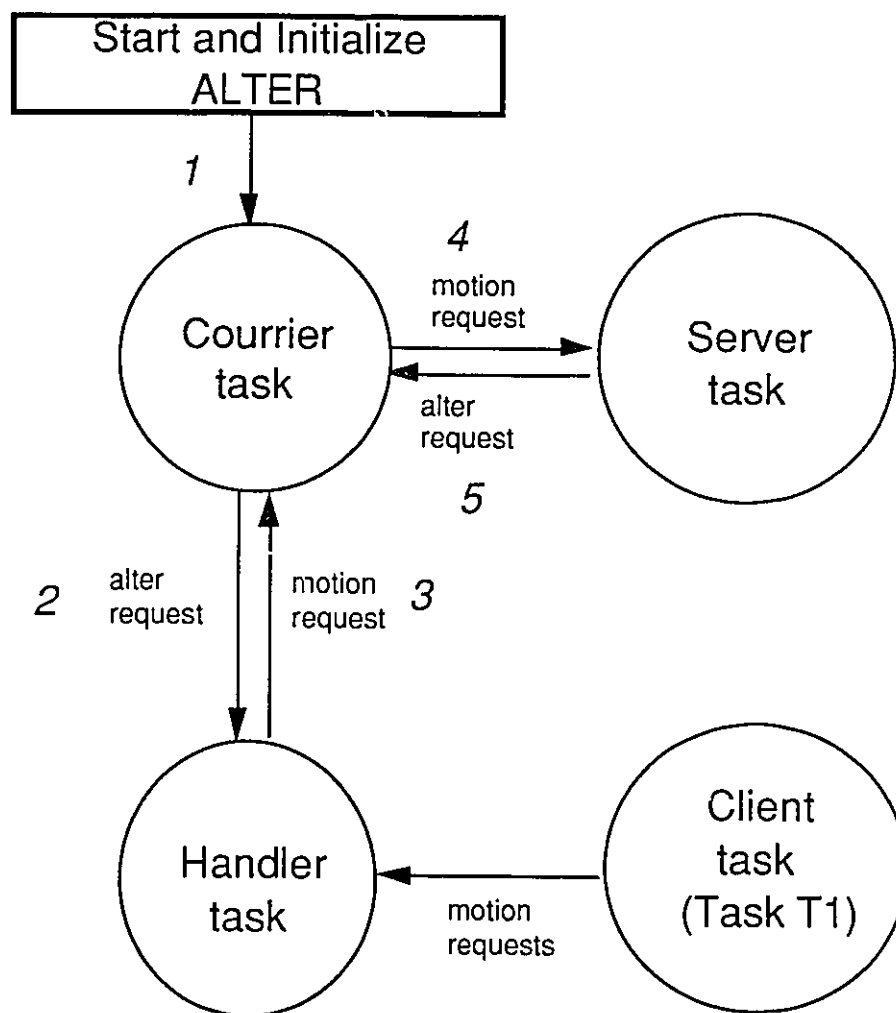 Start and Initialize
ALTER
1
4
motion
request
Courrier
task
Server
task
alter
request
5
2
alter
request
motion
request
3
Client
task
(Task T1)
Handler
task
motion
requests